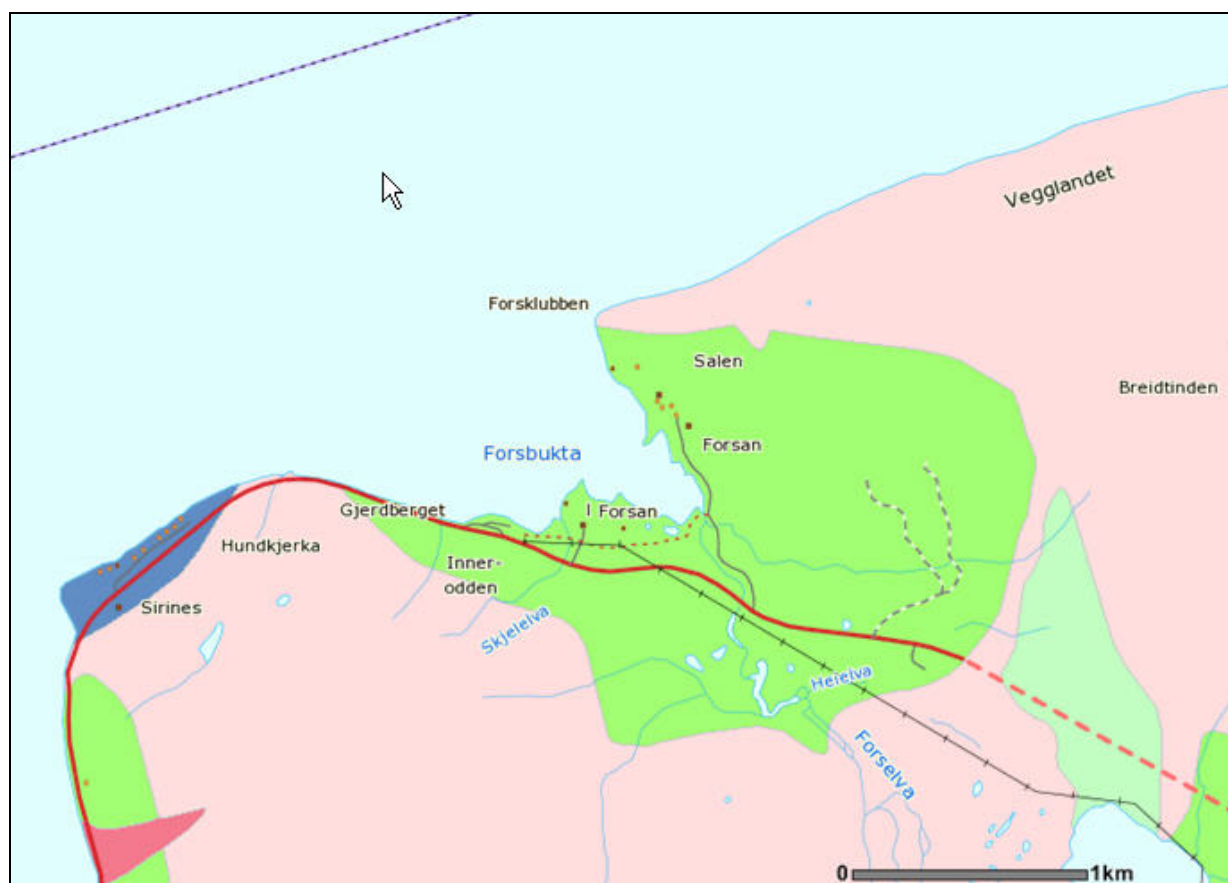 Vegglandet
Forsklubben
Salen
Breidtinden
Forsan
Forsbukta
Gjerdberget
I Forsan
Hundkjerka
Inner-
odden
Sirines
Skjelelva
Heielva
Forselva
0 1km